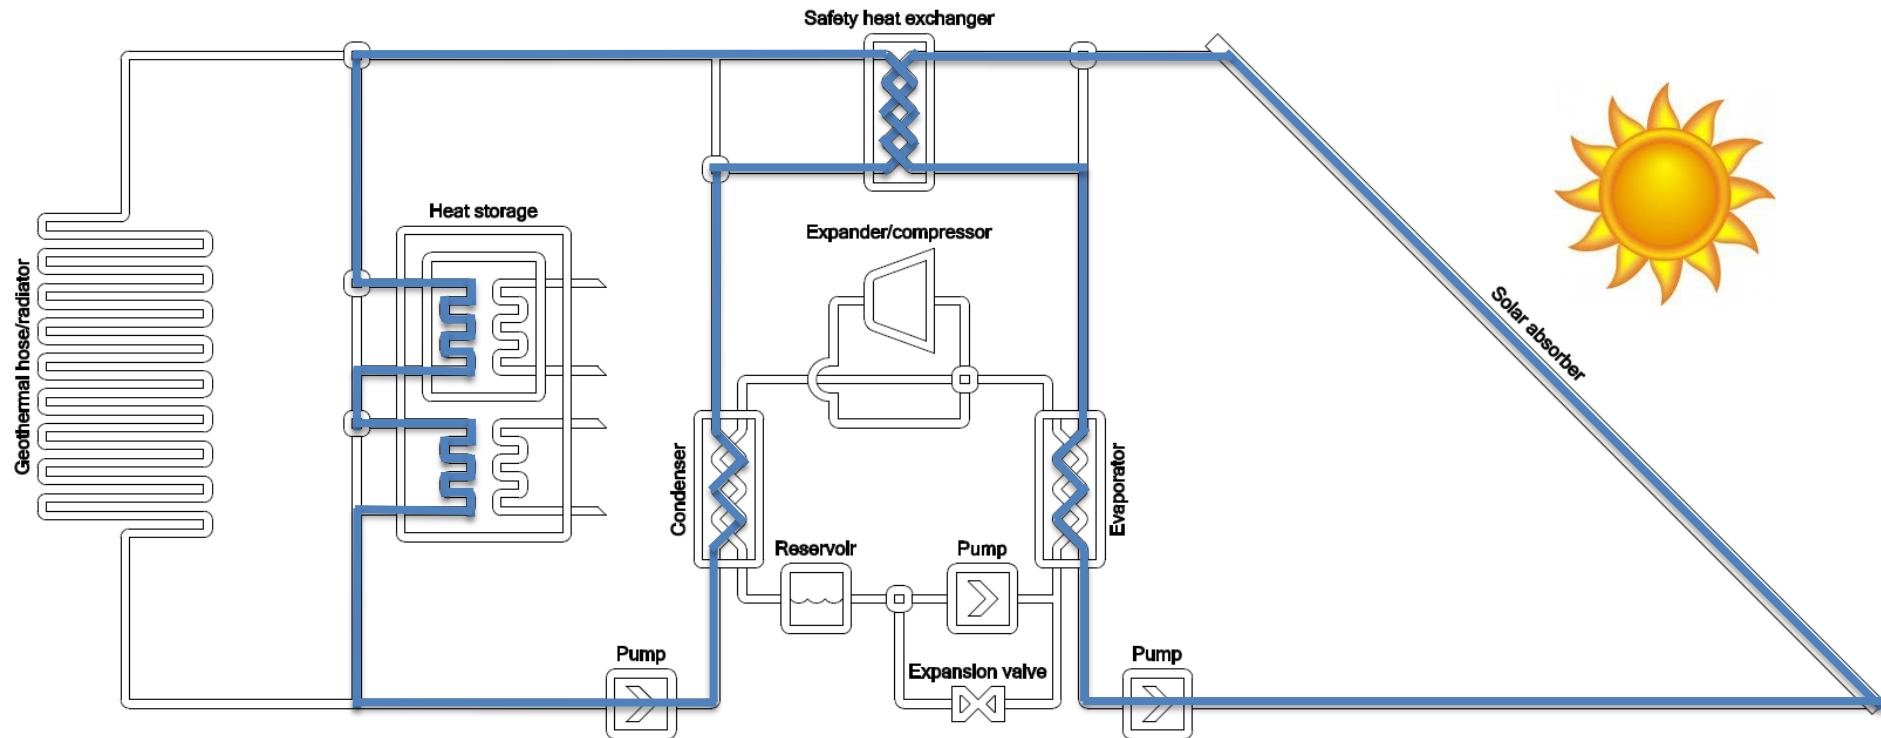 Safety heat exchanger
Heat storage
Expander/compressor
Geothermal hose/radiator
Solar absorber
Condenser
Evaporator
Reservoir
Pump
Pump
Expansion valve
Pump